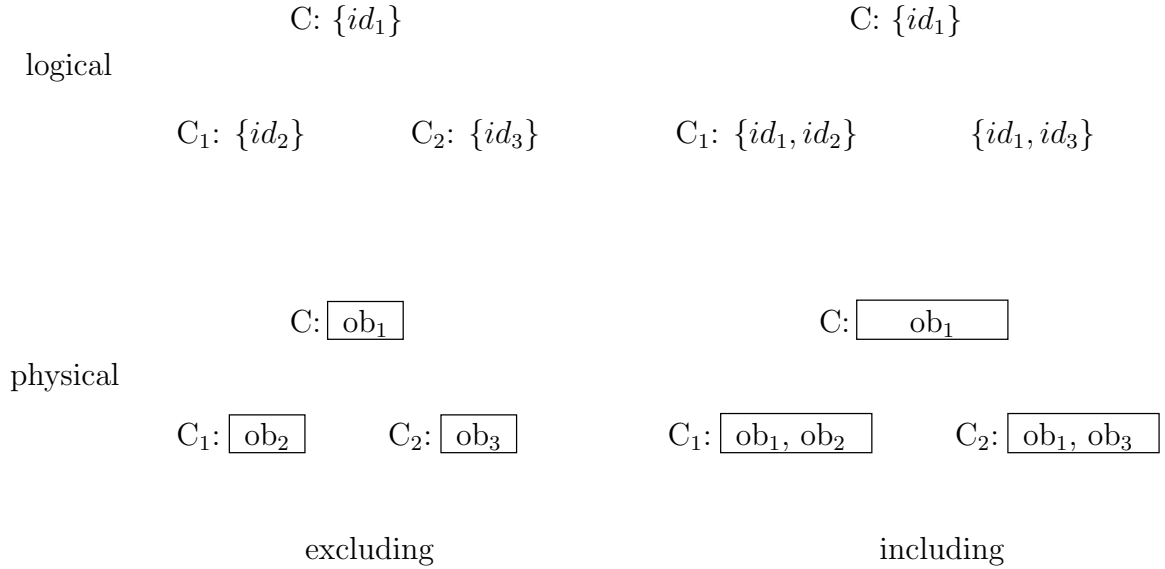 C: {id₁} C: {id₁}
logical
C₁: {id₂} C₂: {id₃} C₁: {id₁, id₂} {id₁, id₃}
C: ob₁ C: ob₁
physical
C₁: ob₂ C₂: ob₃ C₁: ob₁, ob₂ C₂: ob₁, ob₃
excluding including